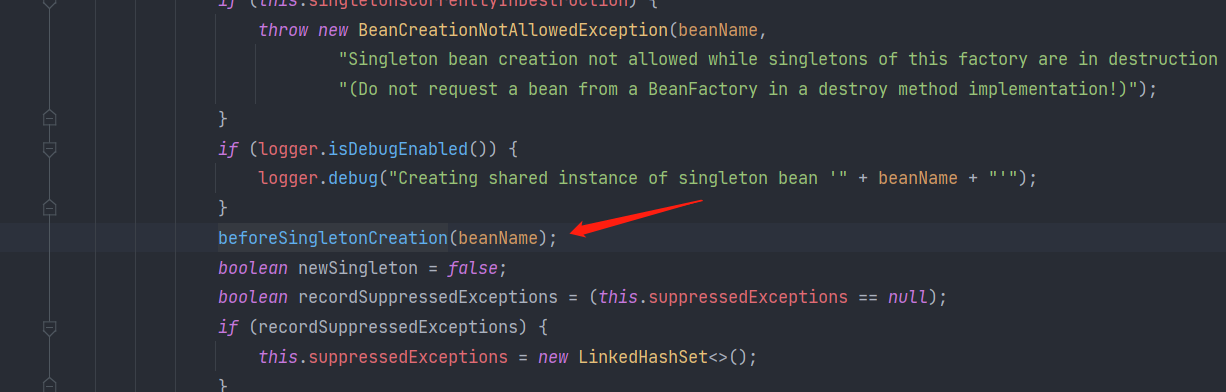 if (this.singletonsCurrentlyInDestruction) {
throw new BeanCreationNotAllowedException(beanName,
"Singleton bean creation not allowed while singletons of this factory are in destruction
"(Do not request a bean from a BeanFactory in a destroy method implementation!)");
}
if (logger.isDebugEnabled()) {
logger.debug("Creating shared instance of singleton bean '" + beanName + "'");
}
beforeSingletonCreation(beanName);
boolean newSingleton = false;
boolean recordSuppressedExceptions = (this.suppressedExceptions == null);
if (recordSuppressedExceptions) {
this.suppressedExceptions = new LinkedHashSet<>();
}